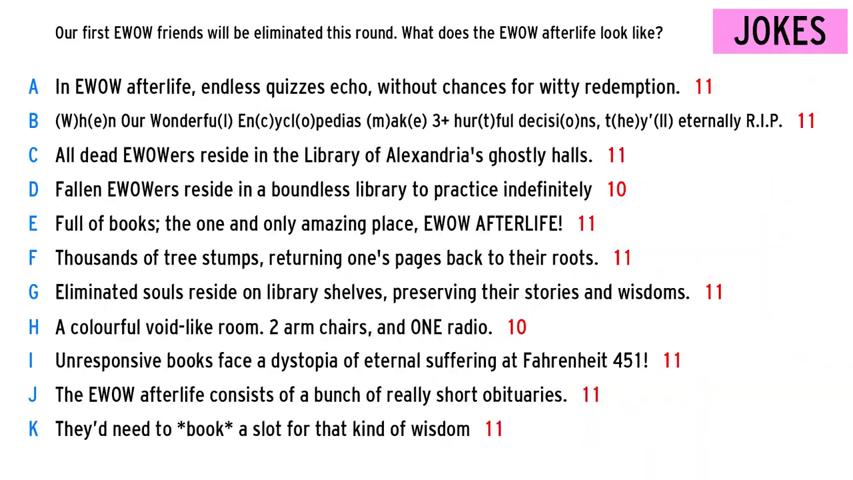 Our first EWOW friends will be eliminated this round. What does the EWOW afterlife look like?
JOKES
A In EWOW afterlife, endless quizzes echo, without chances for witty redemption. 11
B (W)h(e)n Our Wonderfu(l) En(c)ycl(o)pedias (m)ak(e) 3+ hur(t)ful decisi(o)ns, t(he)y'(ll) eternally R.I.P. 11
C All dead EWOWers reside in the Library of Alexandria's ghostly halls. 11
D Fallen EWOWers reside in a boundless library to practice indefinitely 10
E Full of books; the one and only amazing place, EWOW AFTERLIFE! 11
F Thousands of tree stumps, returning one's pages back to their roots. 11
G Eliminated souls reside on library shelves, preserving their stories and wisdoms. 11
H A colourful void-like room. 2 arm chairs, and ONE radio. 10
I Unresponsive books face a dystopia of eternal suffering at Fahrenheit 451! 11
J The EWOW afterlife consists of a bunch of really short obituaries. 11
K They'd need to *book* a slot for that kind of wisdom 11